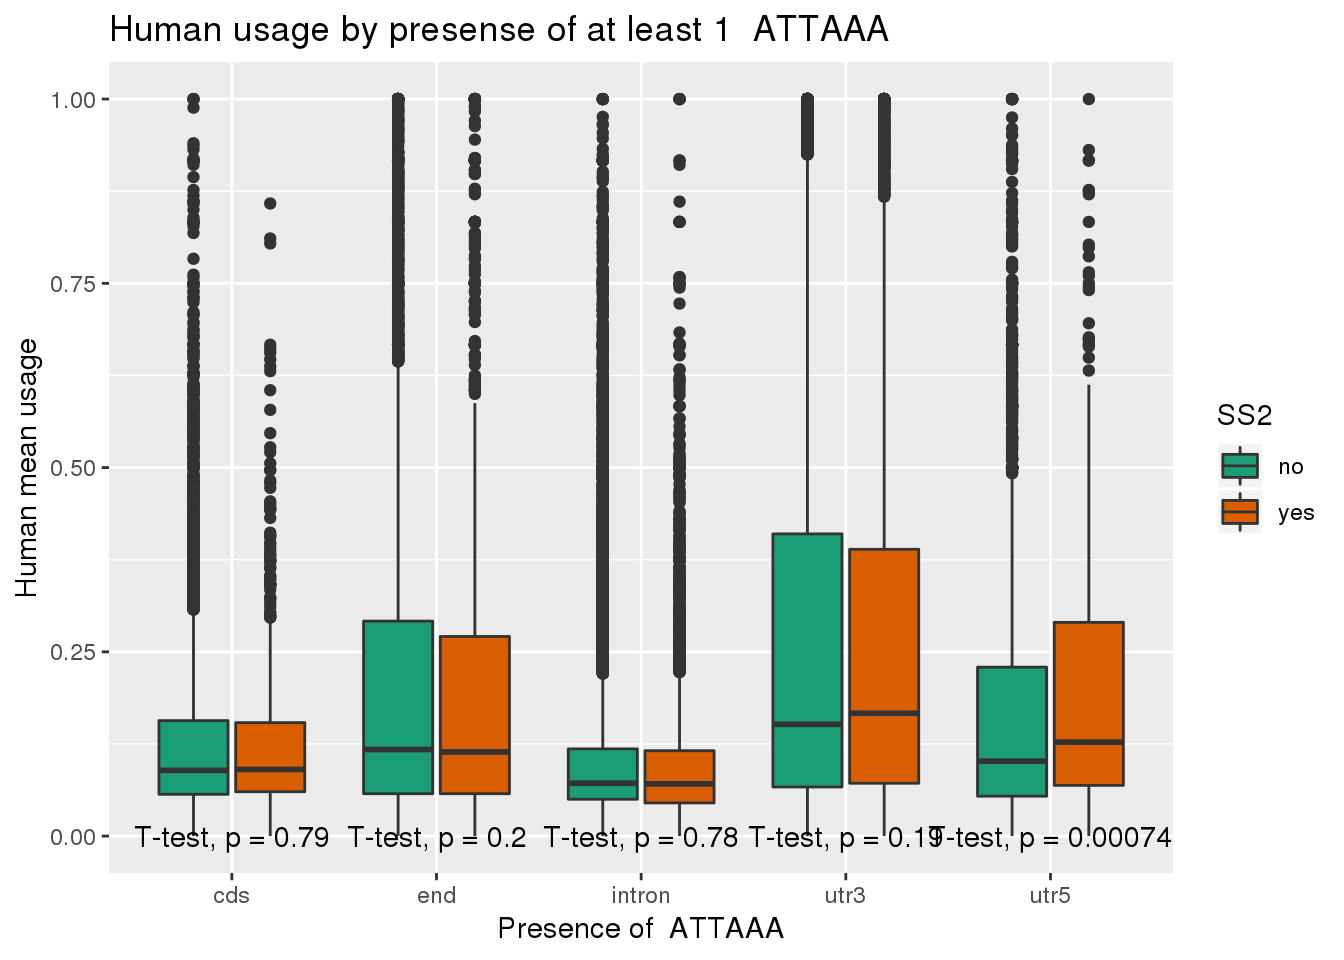 Human usage by presense of at least 1  ATTAAA
Human mean usage
1.00
0.75
0.50
0.25
0.00
T-test, p = 0.79
T-test, p = 0.2
T-test, p = 0.78
T-test, p = 0.19
T-test, p = 0.00074
cds
end
intron
utr3
utr5
Presence of  ATTAAA
SS2
no
yes